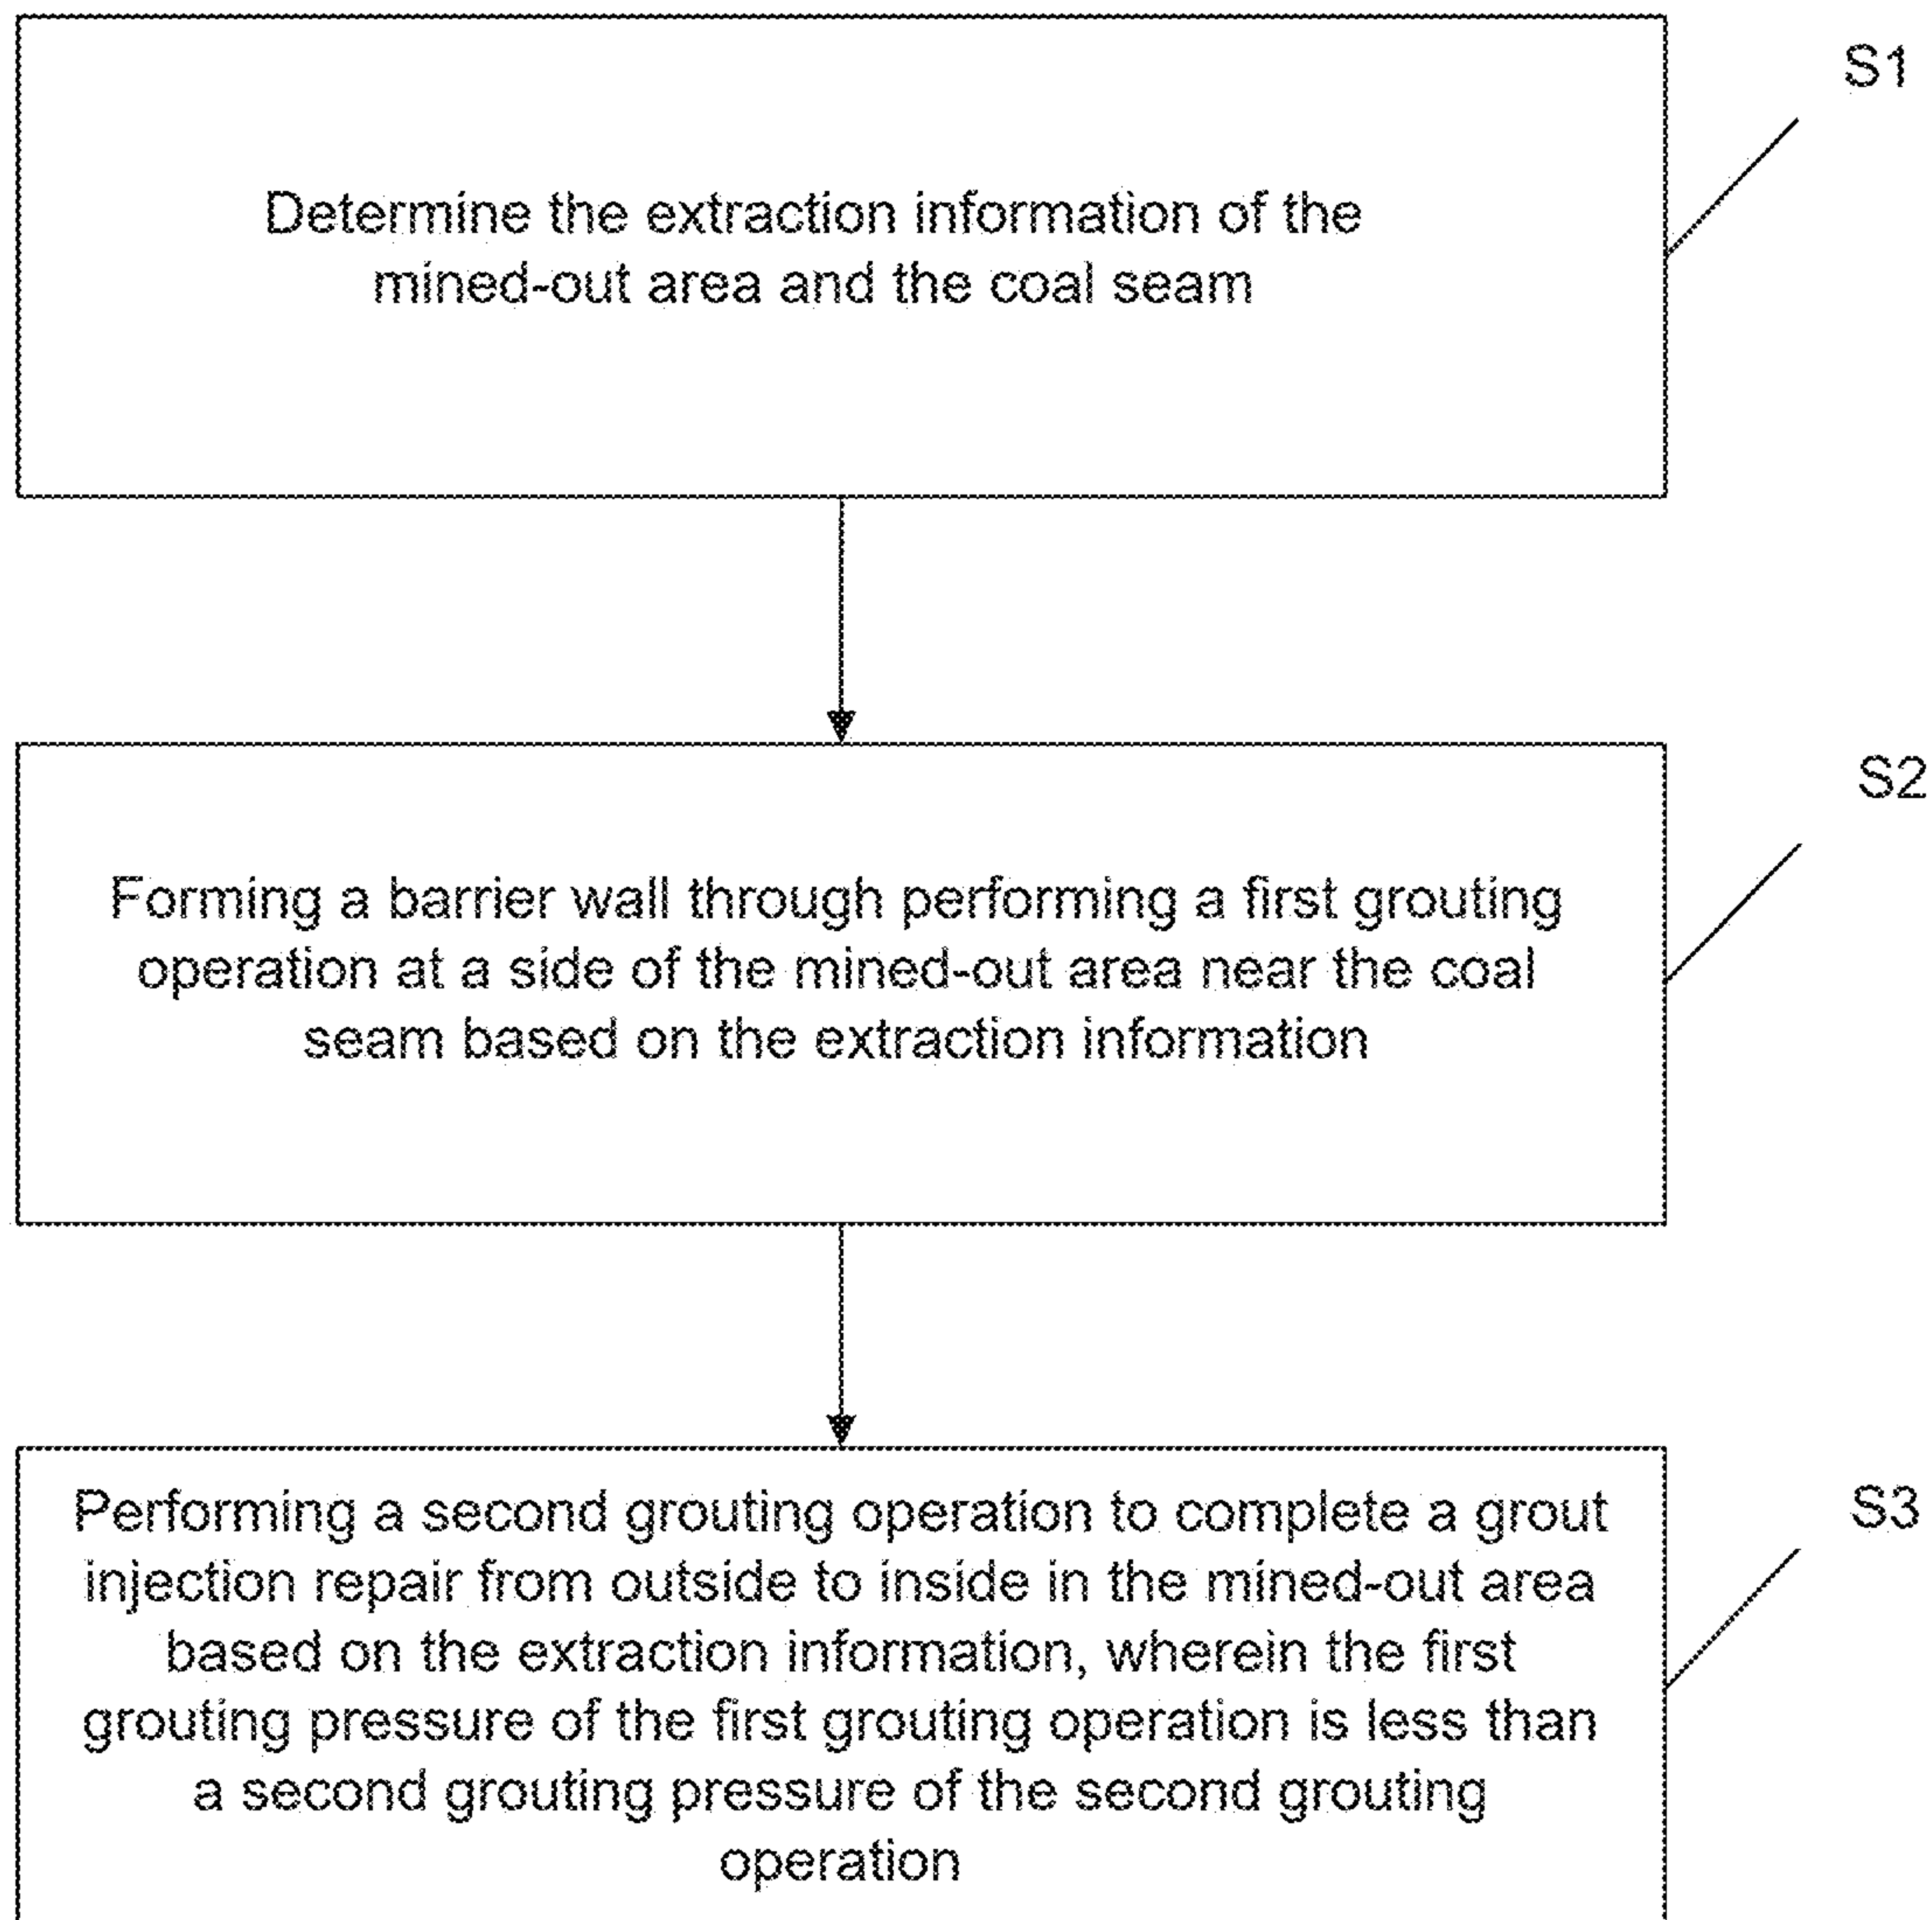 S1
Determine the extraction information of the
mined-out area and the coal seam
S2
Forming a barrier wall through performing a first grouting
operation at a side of the mined-out area near the coal
seam based on the extraction information
S3
Performing a second grouting operation to complete a grout
injection repair from outside to inside in the mined-out area
based on the extraction information, wherein the first
grouting pressure of the first grouting operation is less than
a second grouting pressure of the second grouting
operation